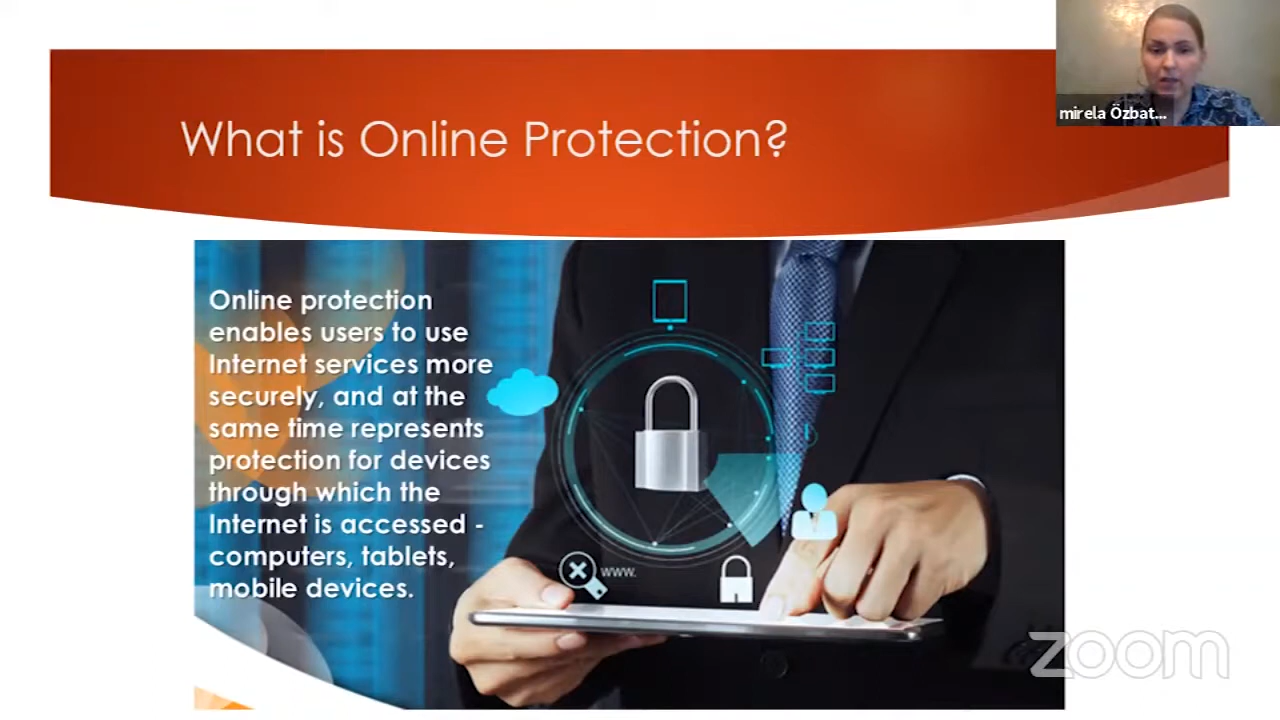 What is Online Protection?
mirela Özbat...
Online protection
enables users to use
Internet services more
securely, and at the
same time represents
protection for devices
through which the
Internet is accessed -
computers, tablets,
mobile devices.
www.
zoom